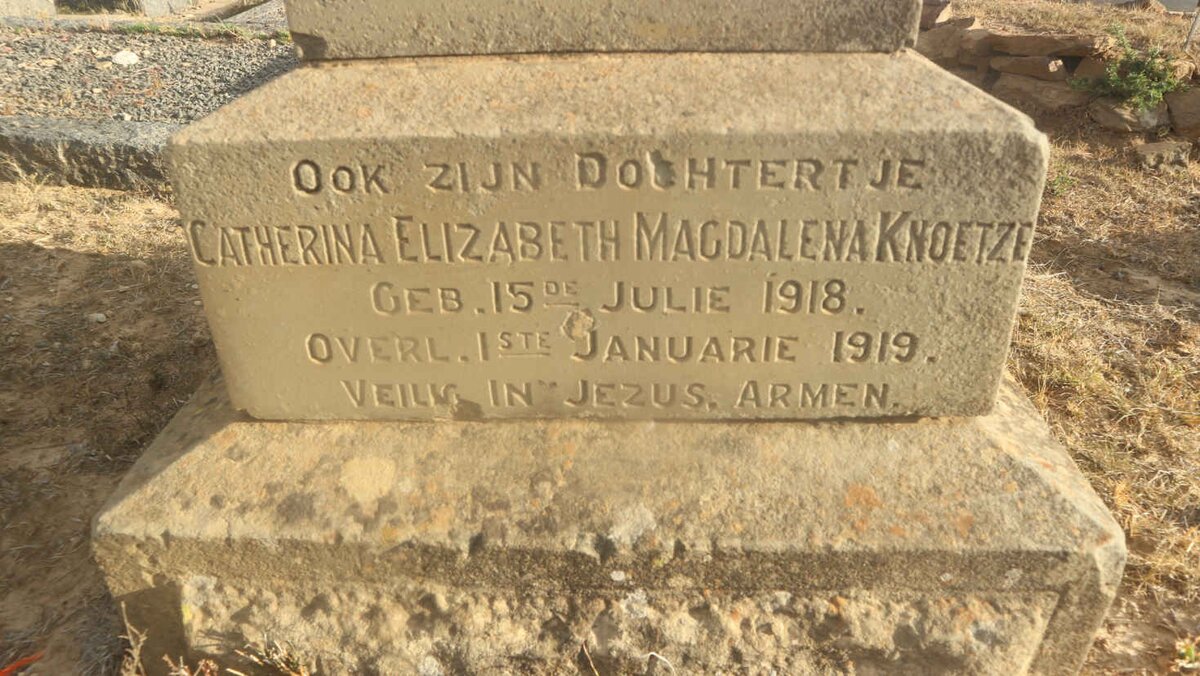 OOK ZIJN DOCHTERTJE
CATHERINA ELIZABETH MAGDALENA KNOETZE
GEB. 15DE JULIE 1918.
OVERL. 1STE JANUARIE 1919.
VEILIG IN JEZUS. ARMEN.